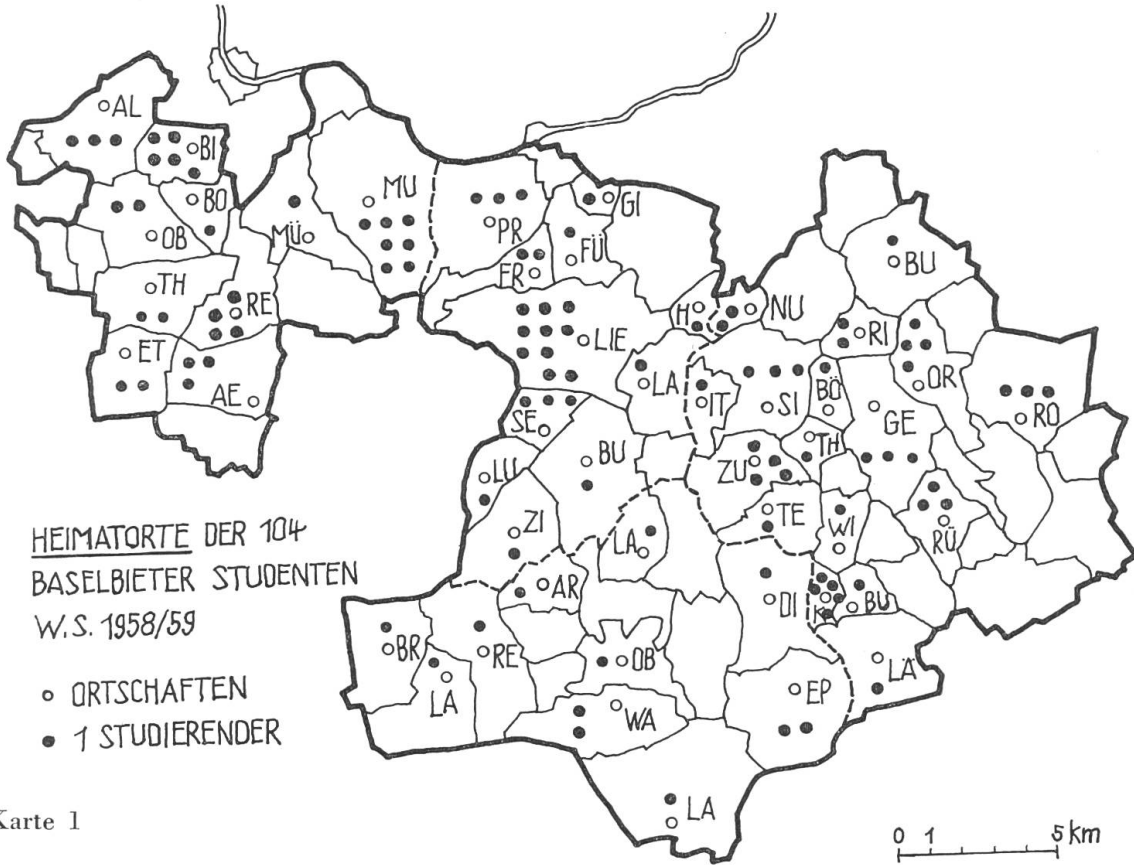 AL
BI
BO
MU
MÜ
OB
PR
GI
FÜ
FR
TH
RE
ET
AE
BU
H
NU
RI
LIE
LA
IT
SI
BÖ
OR
GE
RO
SE
LU
BU
ZU
TH
TE
WI
RÜ
ZI
LA
AR
DI
BU
BR
RE
OB
LA
LÄ
EP
WA
LA
HEIMATORTE DER 104
BASELBIETER STUDENTEN
W.S. 1958/59
ORTSCHAFTEN
1 STUDIERENDER
Karte 1
0 1 5 km